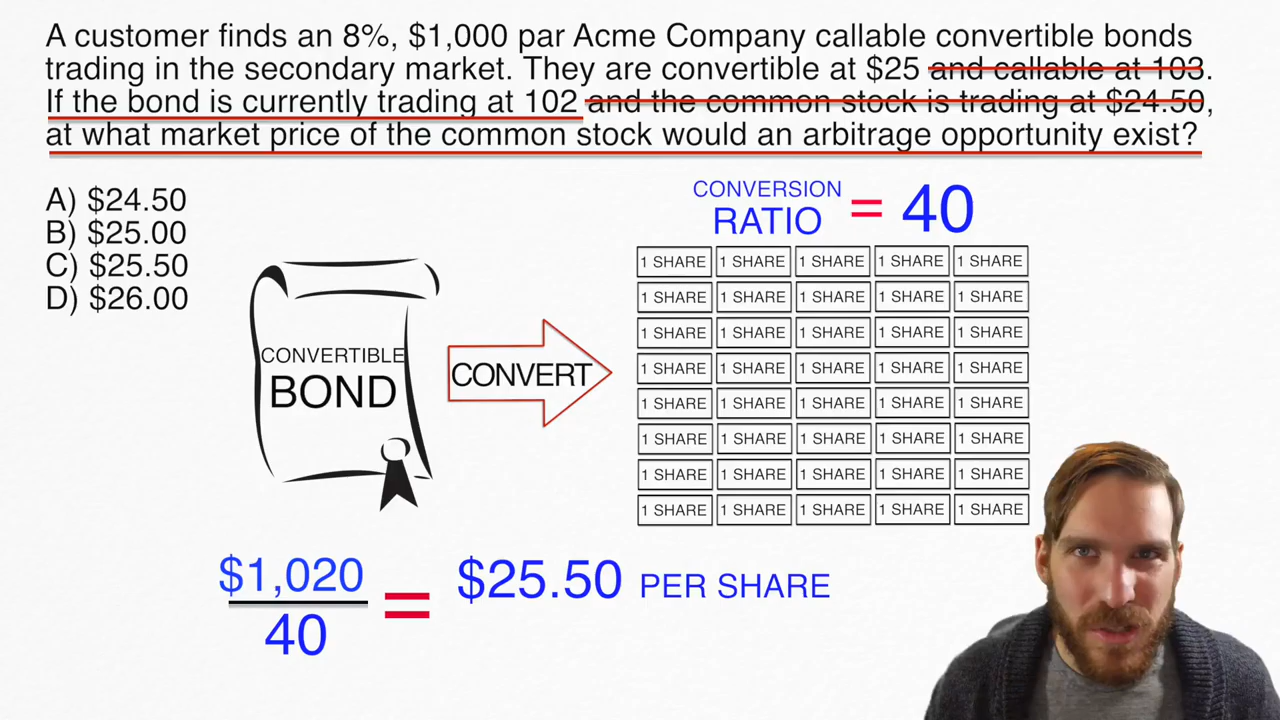 A customer finds an 8%, $1,000 par Acme Company callable convertible bonds
trading in the secondary market. They are convertible at $25 and callable at 103.
If the bond is currently trading at 102 and the common stock is trading at $24.50,
at what market price of the common stock would an arbitrage opportunity exist?
A) $24.50
B) $25.00
C) $25.50
D) $26.00
CONVERSION
RATIO = 40
1 SHARE 1 SHARE 1 SHARE 1 SHARE 1 SHARE
1 SHARE 1 SHARE 1 SHARE 1 SHARE 1 SHARE
1 SHARE 1 SHARE 1 SHARE 1 SHARE 1 SHARE
1 SHARE 1 SHARE 1 SHARE 1 SHARE 1 SHARE
1 SHARE 1 SHARE 1 SHARE 1 SHARE 1 SHARE
1 SHARE 1 SHARE 1 SHARE 1 SHARE 1 SHARE
1 SHARE 1 SHARE 1 SHARE 1 SHARE 1 SHARE
1 SHARE 1 SHARE 1 SHARE 1 SHARE 1 SHARE
CONVERTIBLE
BOND
CONVERT
$1,020
40
= $25.50 PER SHARE